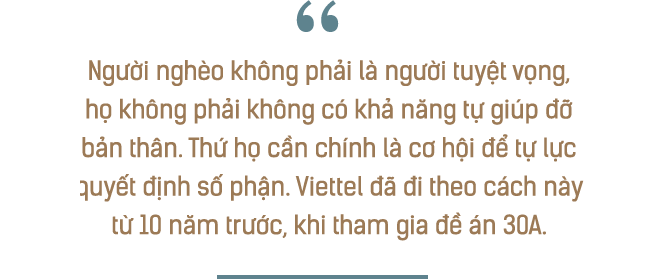 “
Người nghèo không phải là người tuyệt vọng,
họ không phải không có khả năng tự giúp đỡ
bản thân. Thứ họ cần chính là cơ hội để tự lực
quyết định số phận. Viettel đã đi theo cách này
từ 10 năm trước, khi tham gia đề án 30A.